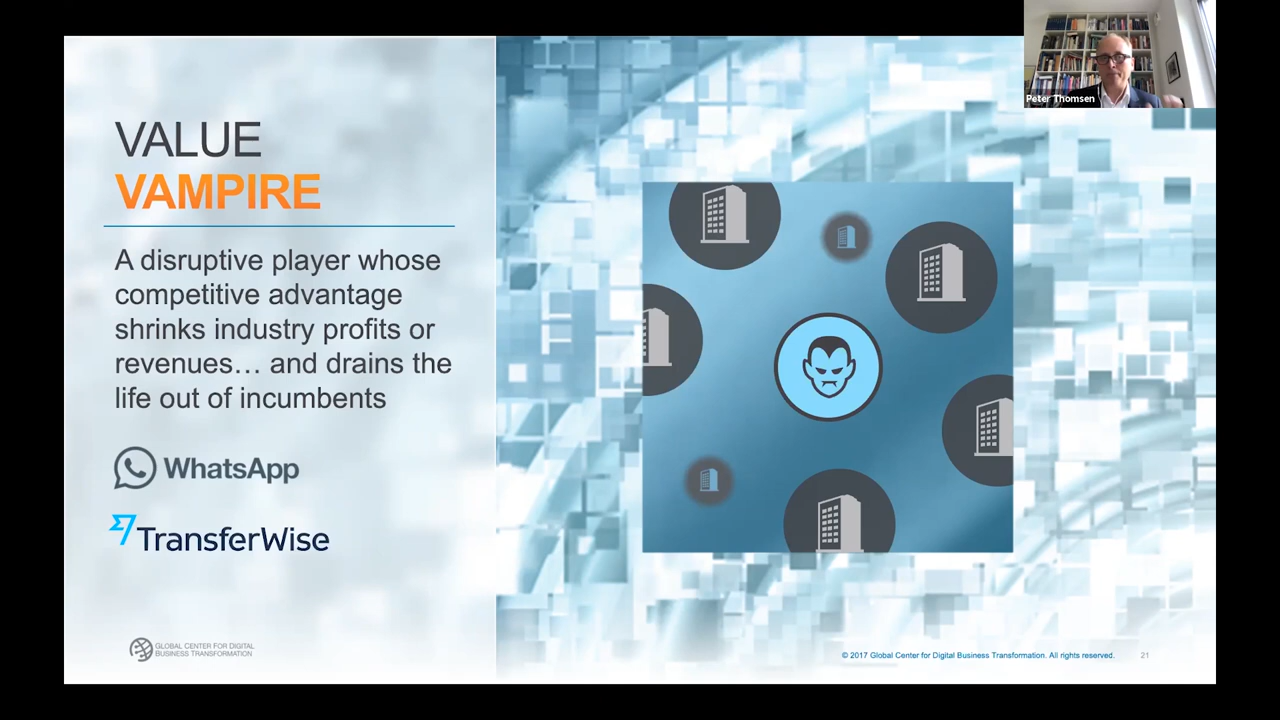 Peter Thomsen
VALUE
VAMPIRE
A disruptive player whose
competitive advantage
shrinks industry profits or
revenues… and drains the
life out of incumbents
WhatsApp
TransferWise
GLOBAL CENTER FOR DIGITAL
BUSINESS TRANSFORMATION
© 2017 Global Center for Digital Business Transformation. All rights reserved.
21